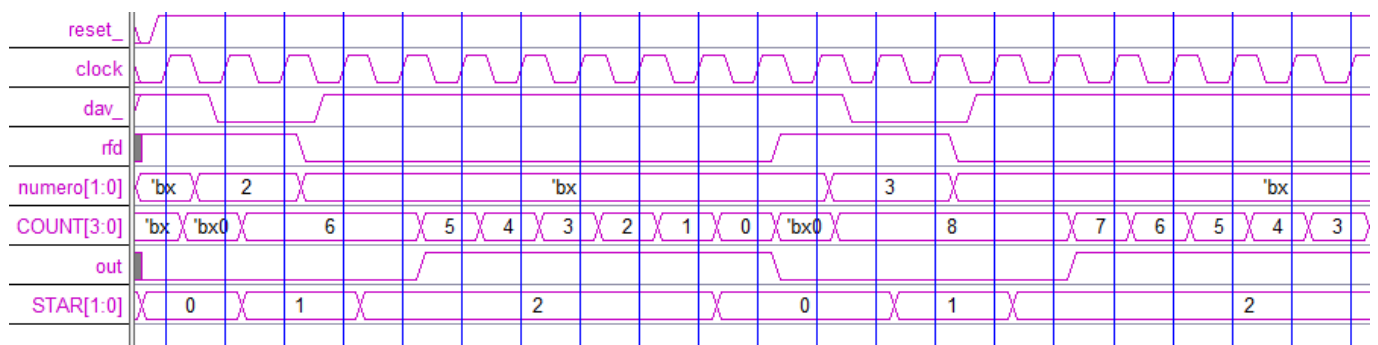 reset_
clock
dav_
rfd
numero[1:0] 'bx 2 'bx 3 'bx
COUNT[3:0] 'bx 'bx0 6 5 4 3 2 1 0 'bx0 8 7 6 5 4 3
out
STAR[1:0] 0 1 2 0 1 2